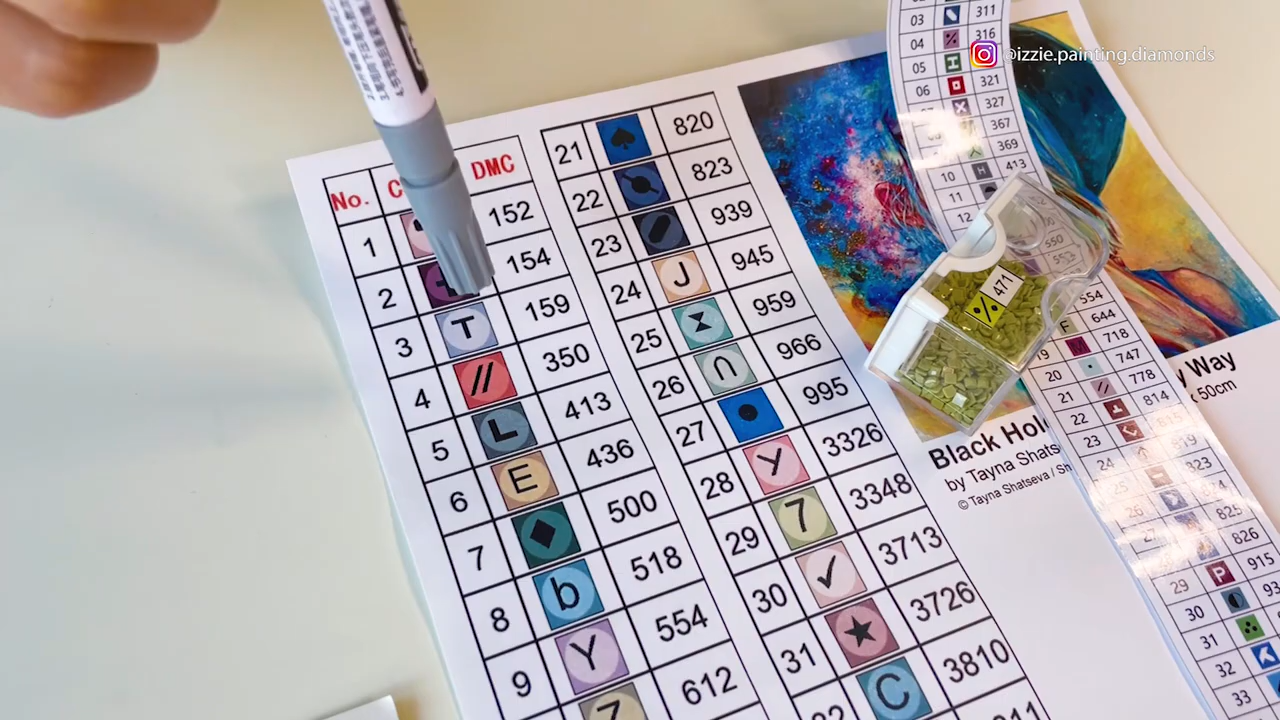 @izzie.painting.diamonds
No. DMC
1 152
2 154
3 T 159
4 // 350
5 L 413
6 E 436
7 ♦ 500
8 b 518
9 Y 554
Z 612
21 ♠ 820
22 823
23 939
24 J 945
25 959
26 ∩ 966
27 ● 995
28 Y 3326
29 7 3348
30 ✓ 3713
31 ★ 3726
C 3810
03 311
04 % 316
05
06 321
327
367
369
10 H 413
11
12
550
554
F 644
718
20 747
21 // 778
22 814
23
24
26
825
826
29 P 915
30
31
32
33
% 471
Black Hol
by Tayna Shats
© Tayna Shatseva / Sh
y Way
50cm